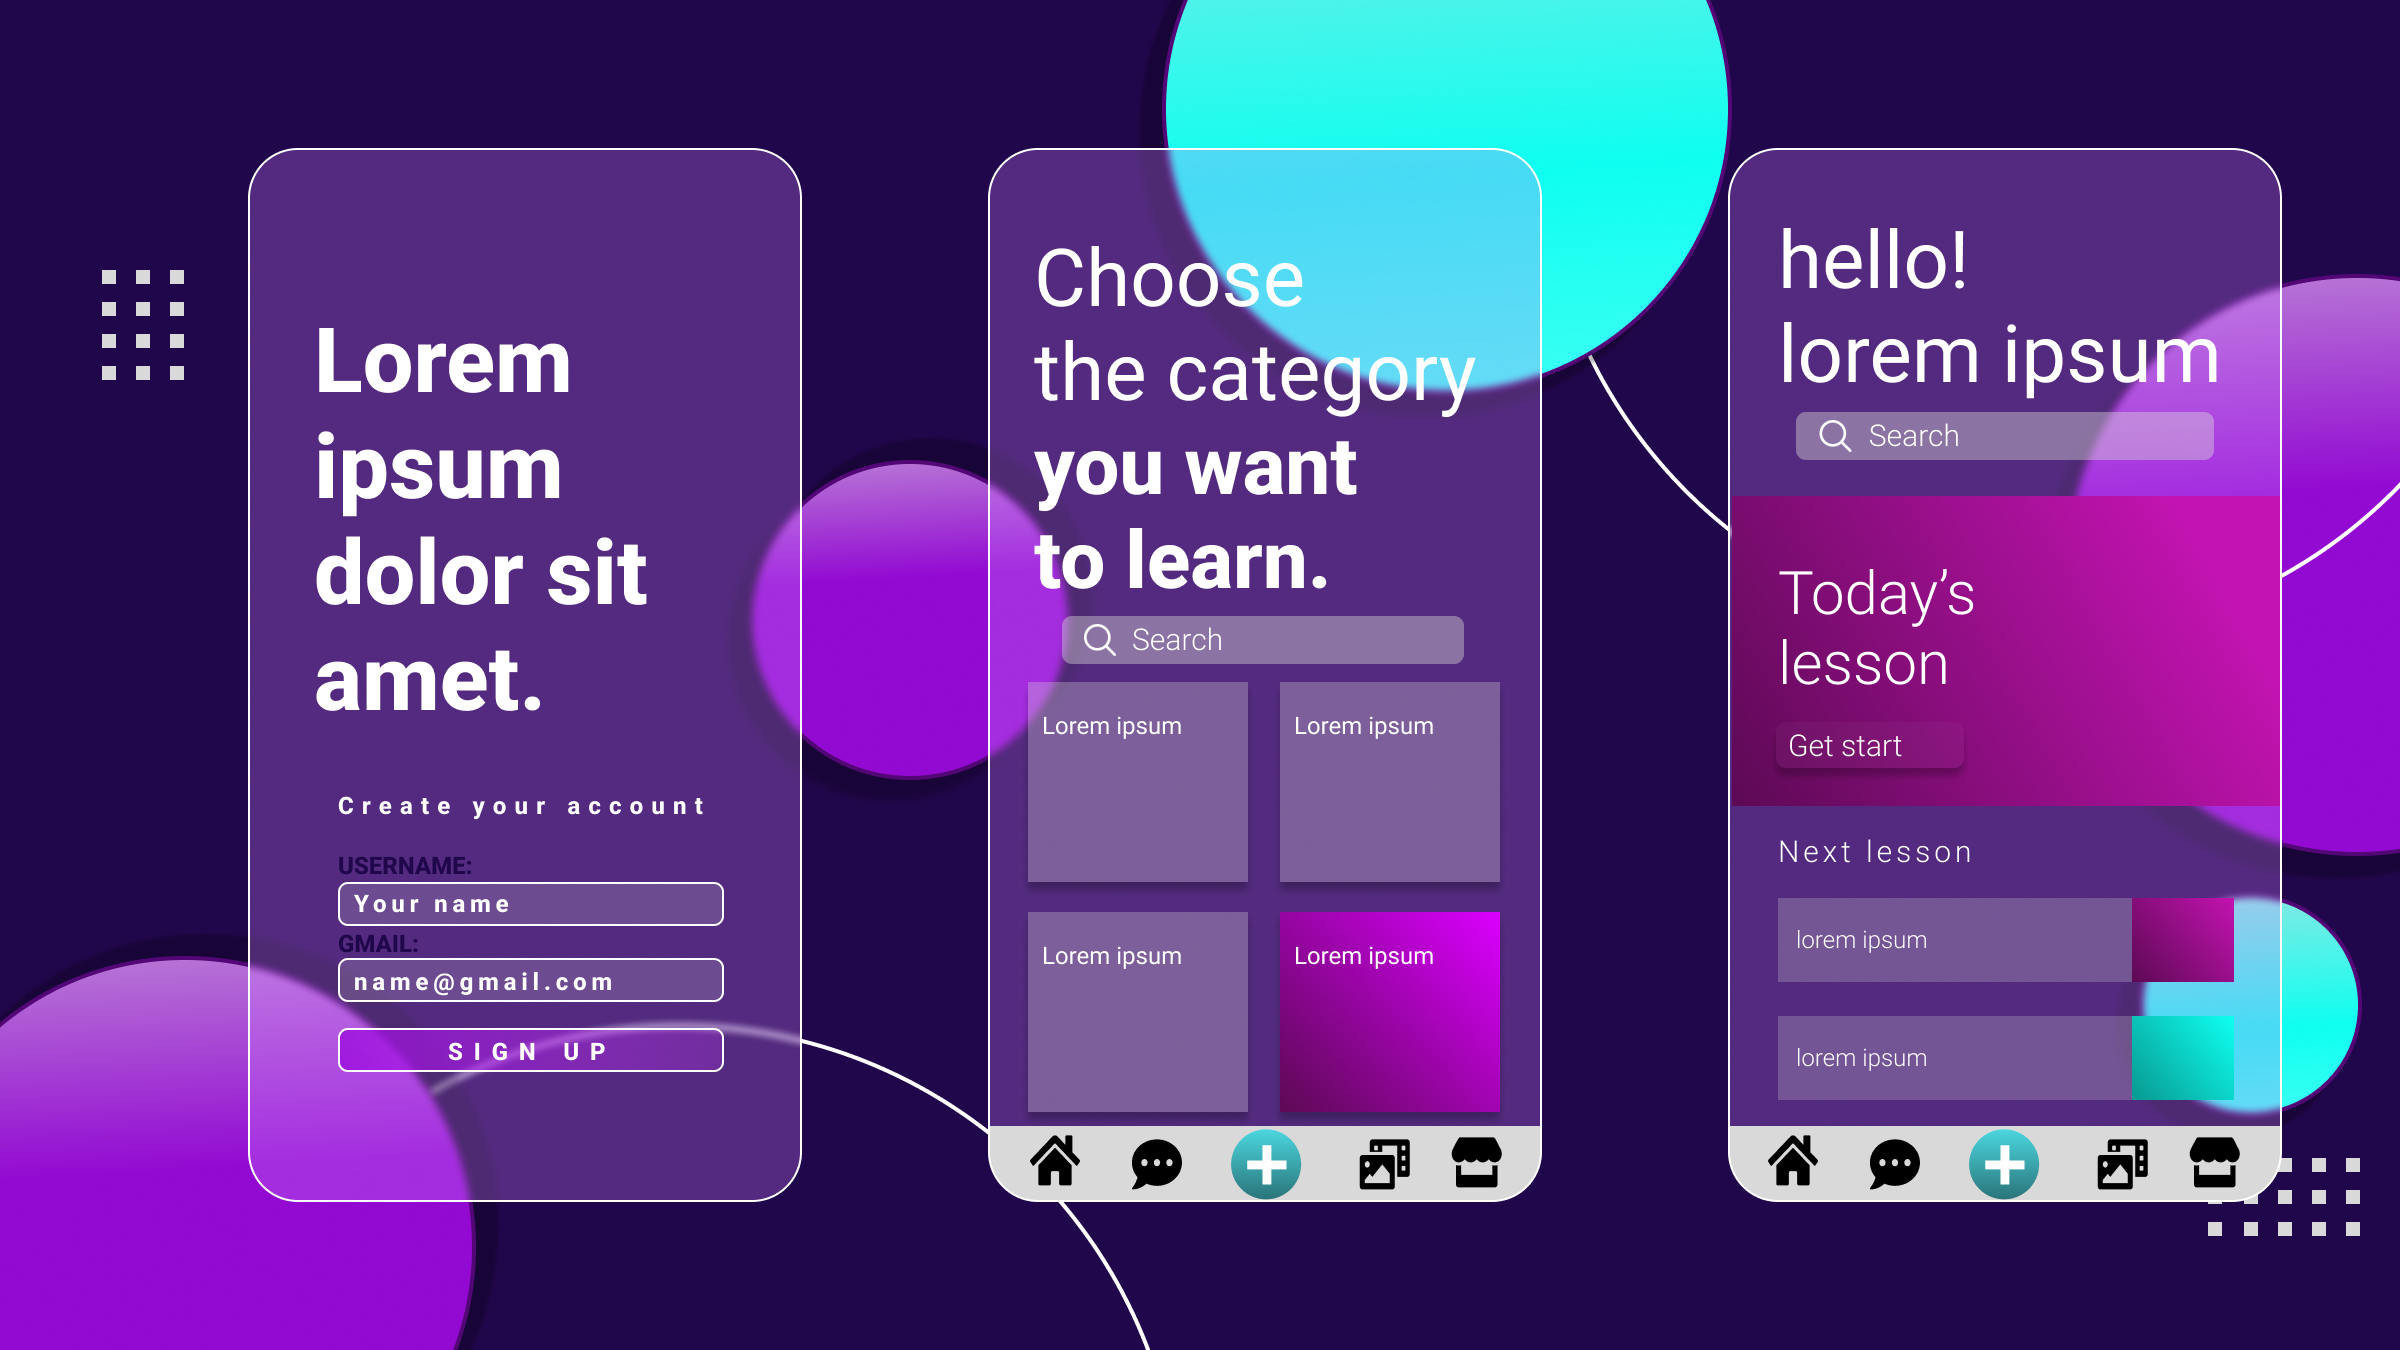 Lorem
ipsum
dolor sit
amet.
Create your account
USERNAME:
Your name
GMAIL:
name@gmail.com
SIGN UP
Choose
the category
you want
to learn.
Search
Lorem ipsum
Lorem ipsum
Lorem ipsum
Lorem ipsum
hello!
lorem ipsum
Search
Today’s
lesson
Get start
Next lesson
lorem ipsum
lorem ipsum